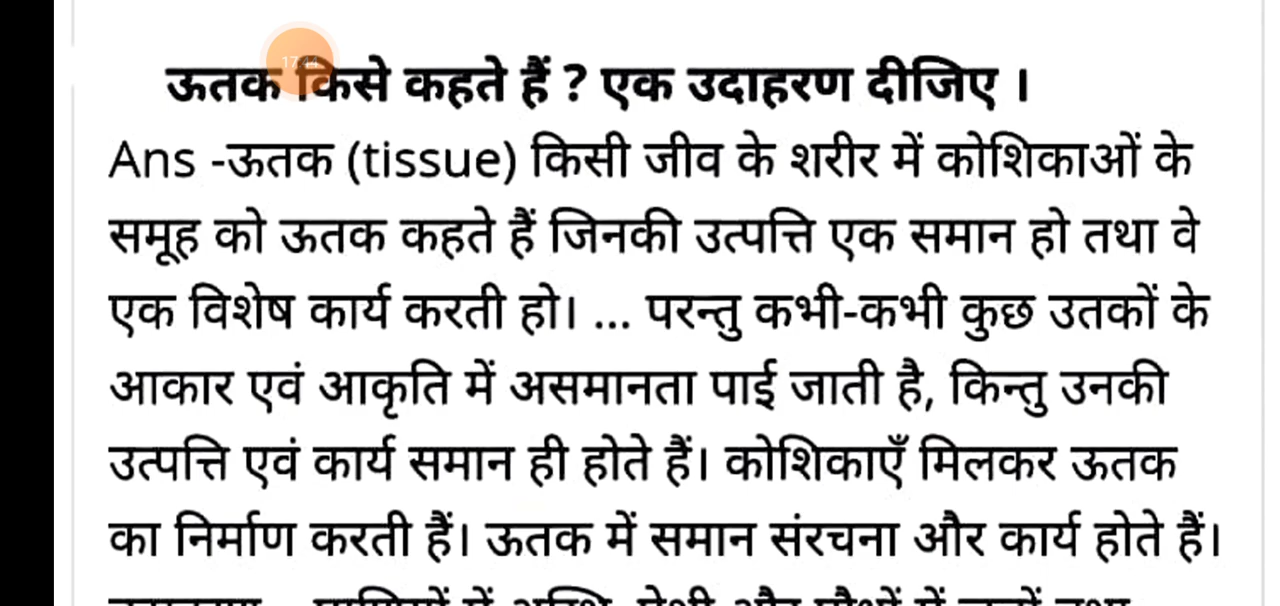 ऊतक किसे कहते हैं ? एक उदाहरण दीजिए ।
Ans -ऊतक (tissue) किसी जीव के शरीर में कोशिकाओं के
समूह को ऊतक कहते हैं जिनकी उत्पत्ति एक समान हो तथा वे
एक विशेष कार्य करती हो। ... परन्तु कभी-कभी कुछ उतकों के
आकार एवं आकृति में असमानता पाई जाती है, किन्तु उनकी
उत्पत्ति एवं कार्य समान ही होते हैं। कोशिकाएँ मिलकर ऊतक
का निर्माण करती हैं। ऊतक में समान संरचना और कार्य होते हैं।